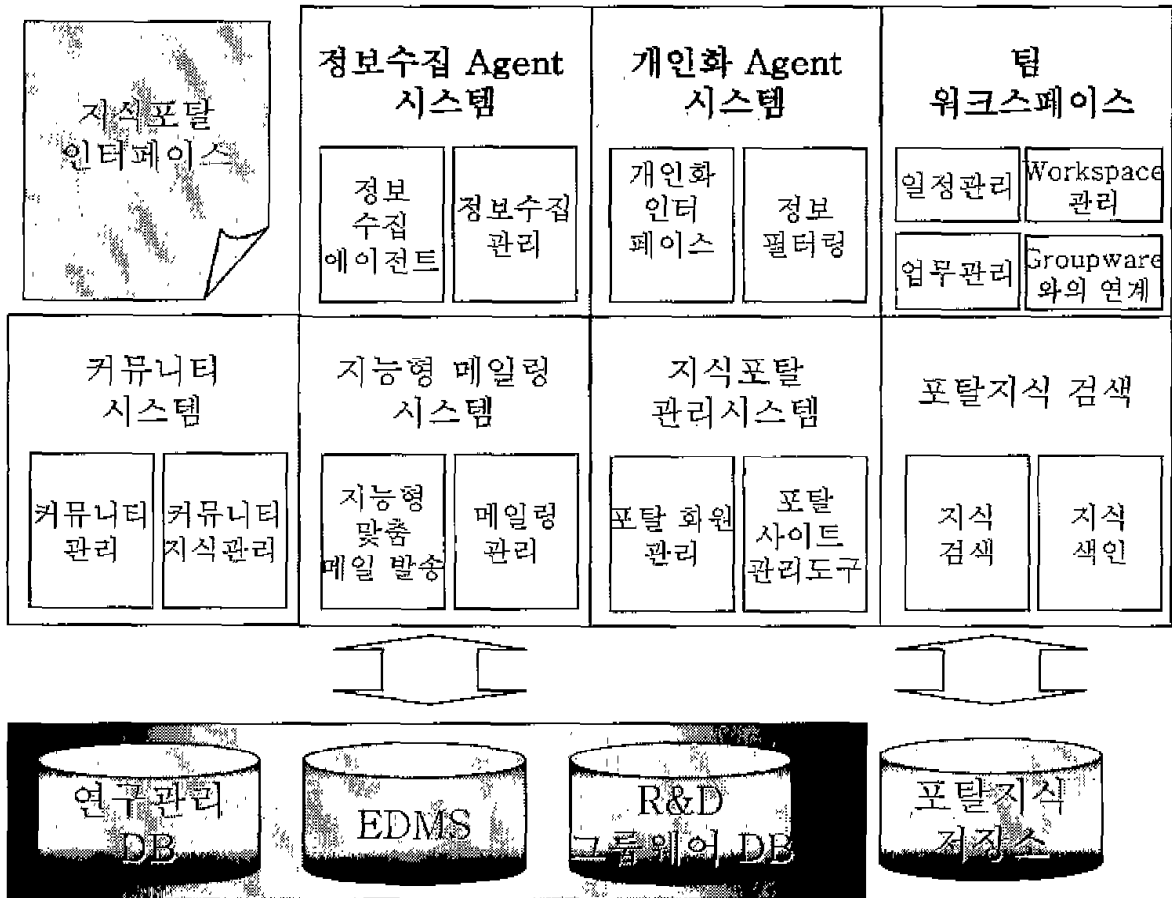 지식포탈
인터페이스
정보수집 Agent
시스템
정보
수집
에이전트
정보수집
관리
개인화 Agent
시스템
개인화
인터
페이스
정보
필터링
팀
워크스페이스
일정관리
Workspace
관리
업무관리
Groupware
와의 연계
커뮤니티
시스템
커뮤니티
관리
커뮤니티
지식관리
지능형 메일링
시스템
지능형
맞춤
메일 발송
메일링
관리
지식포탈
관리시스템
포탈 회원
관리
포탈
사이트
관리도구
포탈지식 검색
지식
검색
지식
색인
연구관리
DB
EDMS
R&D
그룹웨어 DB
포탈지식
저장소